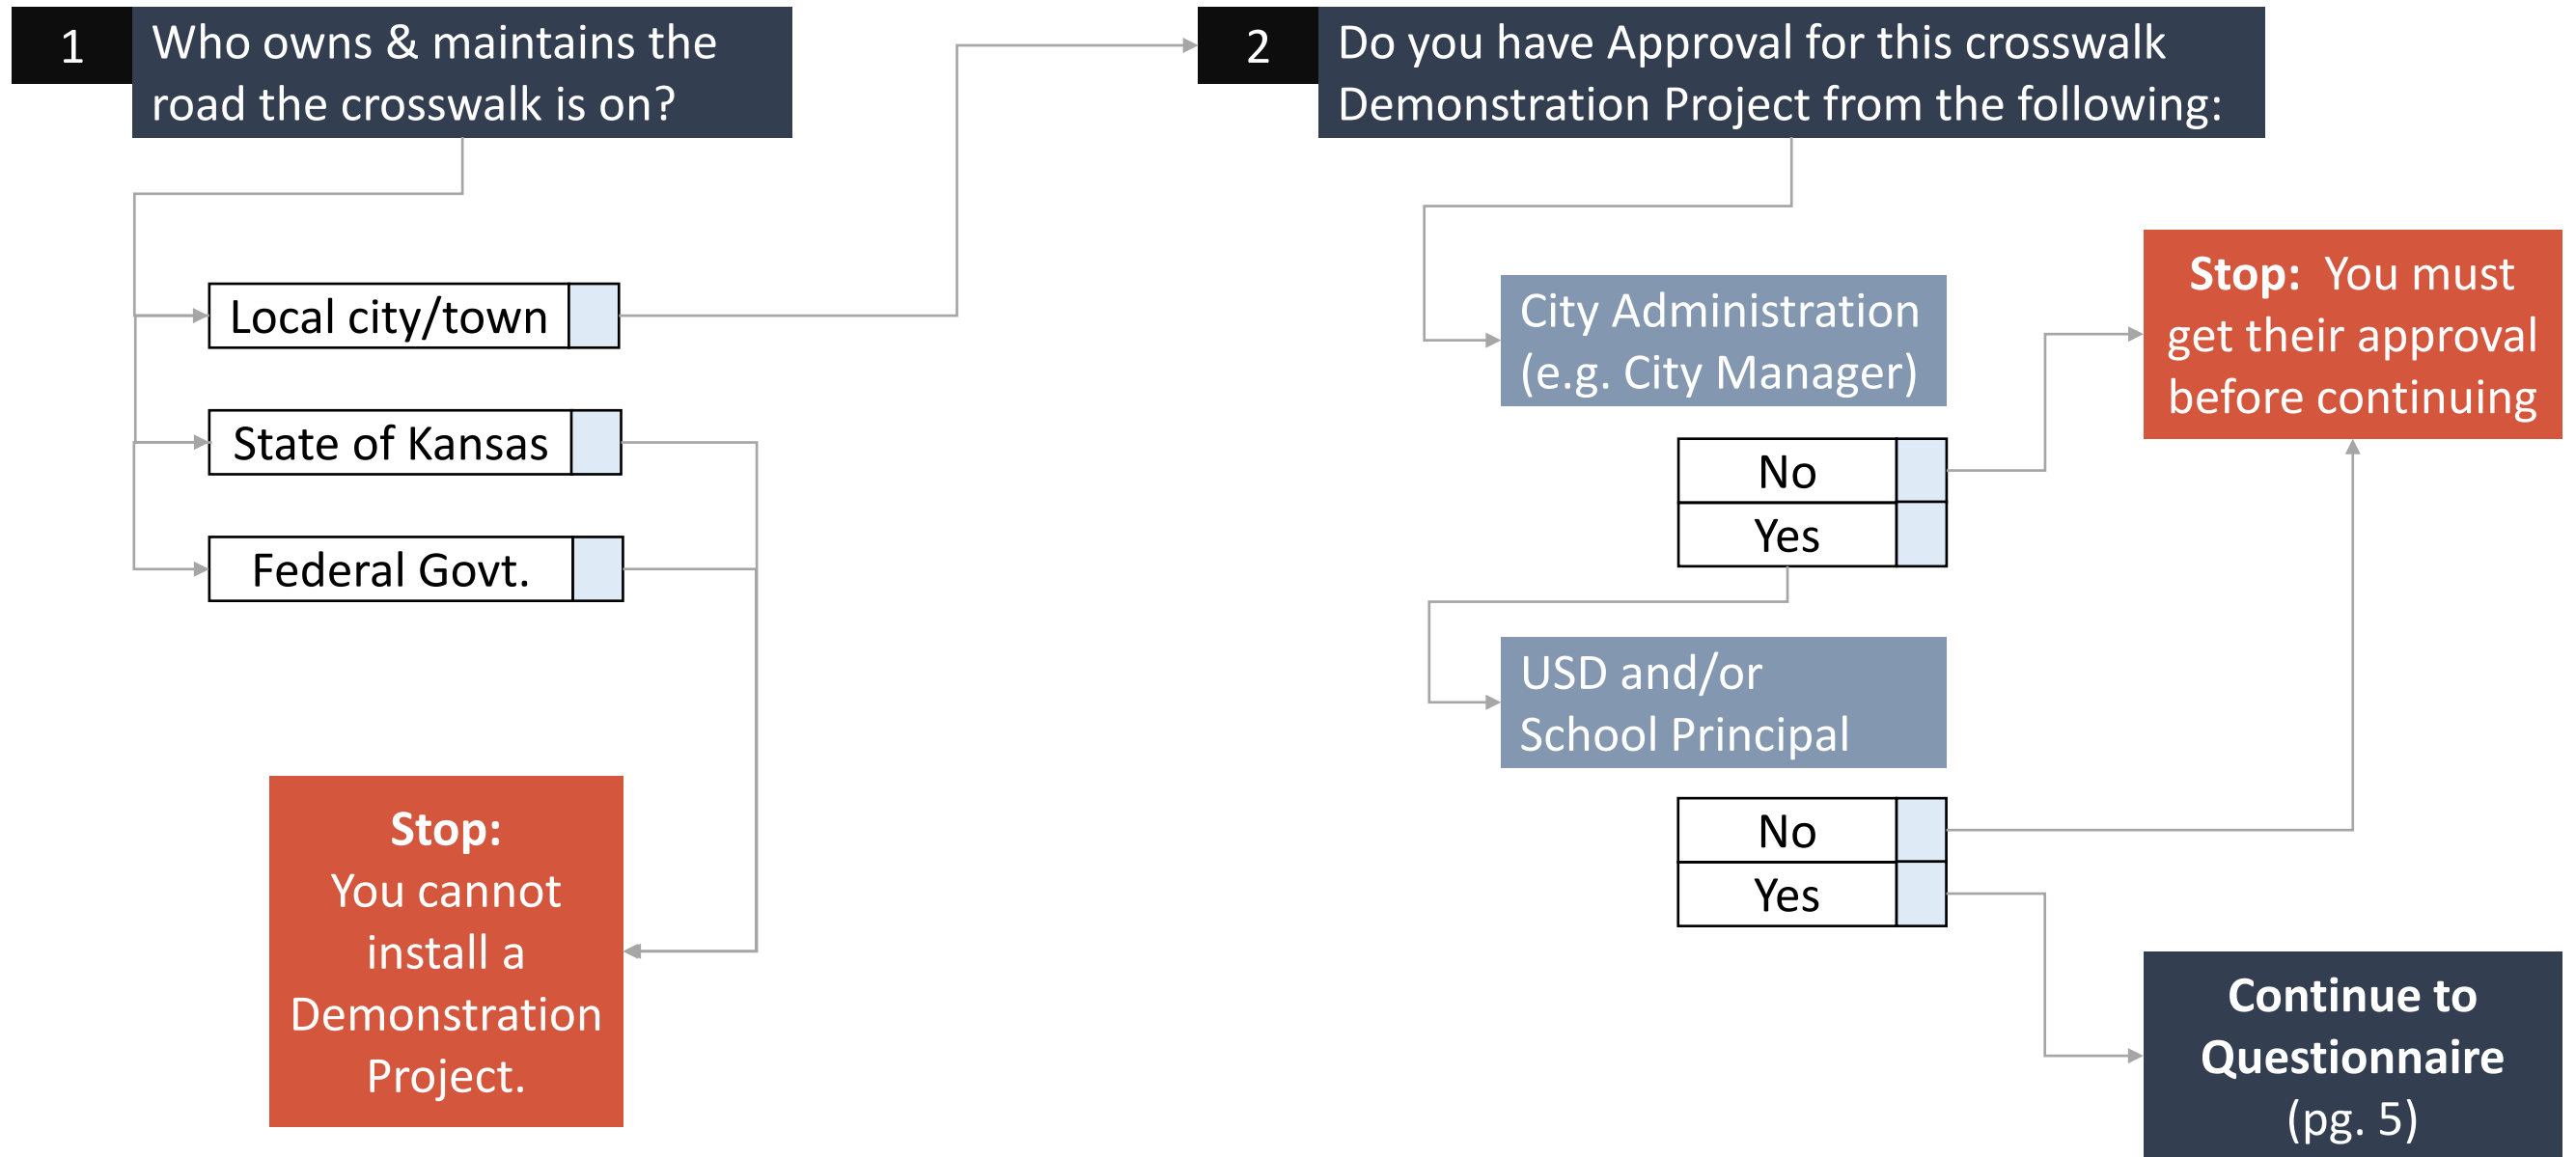 1
Who owns & maintains the
road the crosswalk is on?
Local city/town
State of Kansas
Federal Govt.
Stop:
You cannot
install a
Demonstration
Project.
2
Do you have Approval for this crosswalk
Demonstration Project from the following:
City Administration
(e.g. City Manager)
No
Yes
Stop:  You must
get their approval
before continuing
USD and/or
School Principal
No
Yes
Continue to
Questionnaire
(pg. 5)